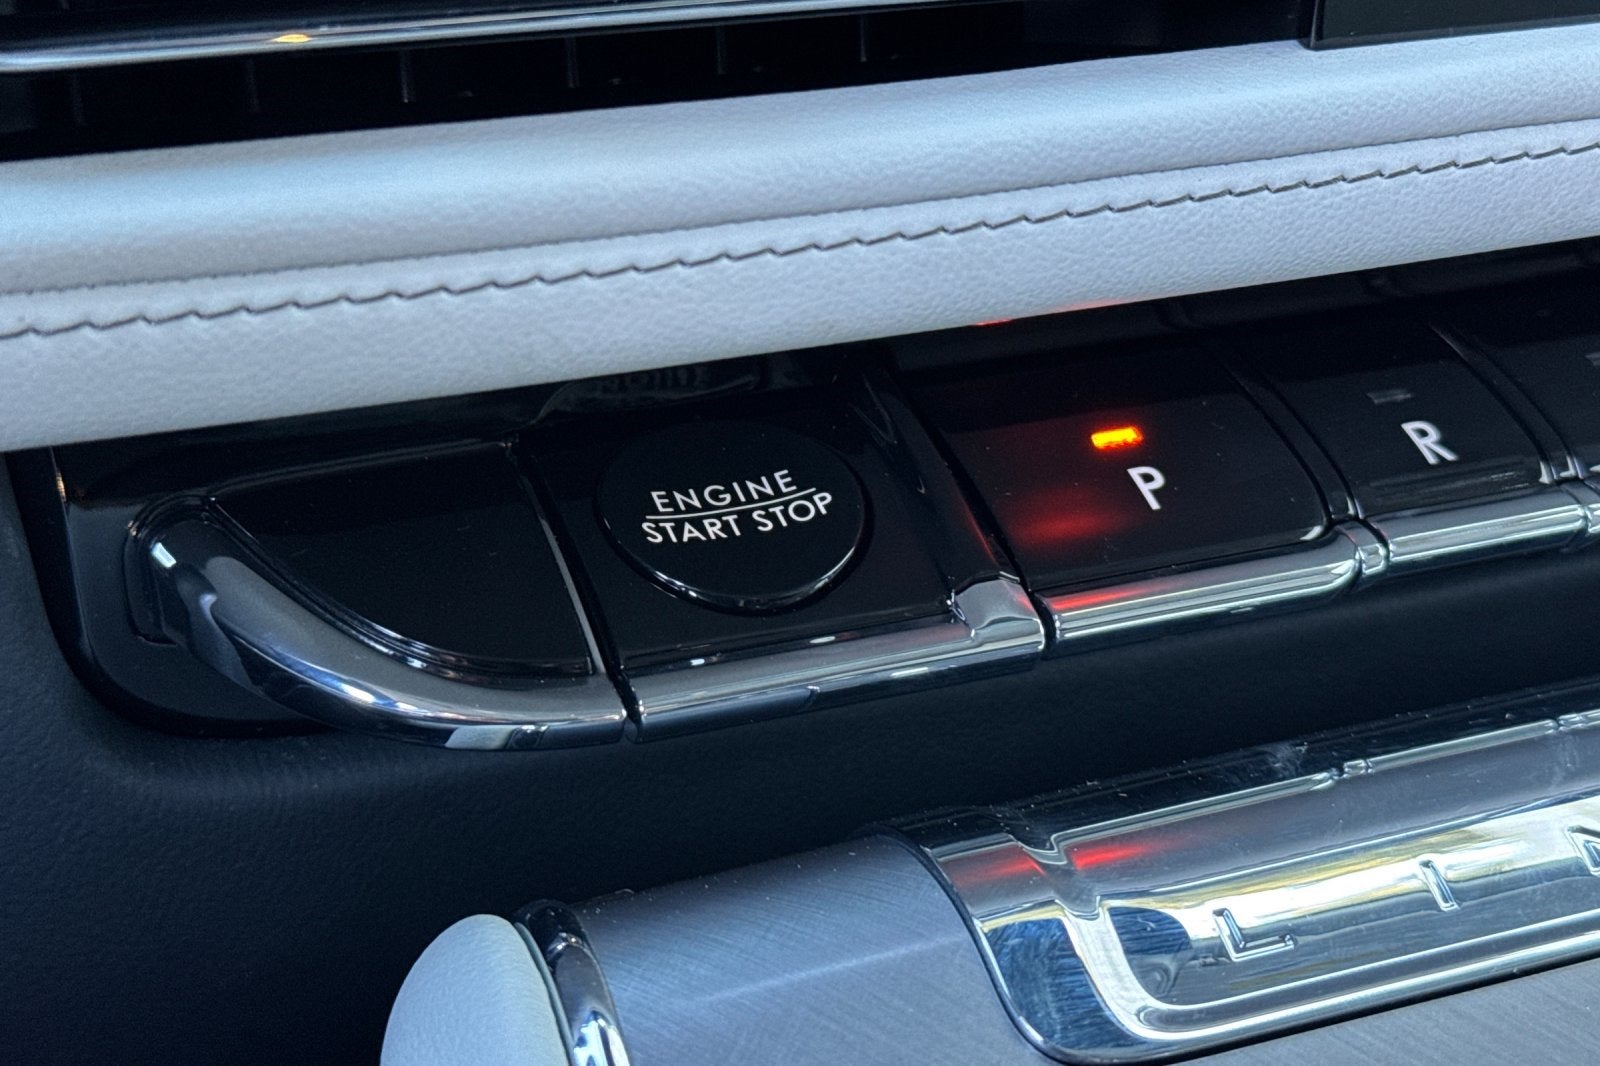 ENGINE
START STOP
P
R
L I